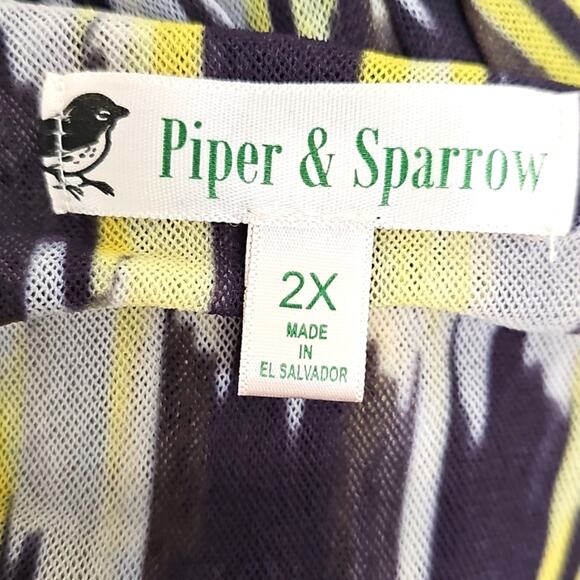 Piper & Sparrow
2X
MADE
IN
EL SALVADOR